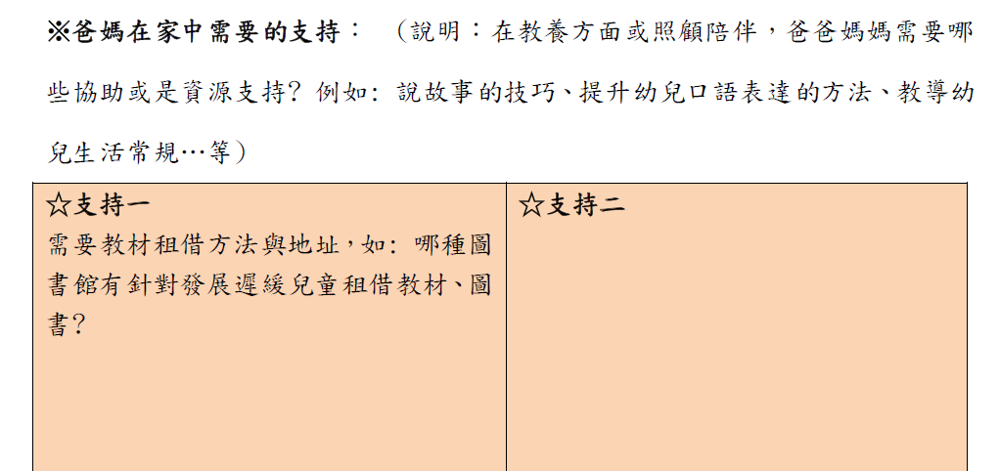 ※爸媽在家中需要的支持： （說明：在教養方面或照顧陪伴，爸爸媽媽需要哪
些協助或是資源支持？例如：說故事的技巧、提升幼兒口語表達的方法、教導幼
兒生活常規…等）
☆支持一
需要教材租借方法與地址，如：哪種圖
書館有針對發展遲緩兒童租借教材、圖
書？
☆支持二